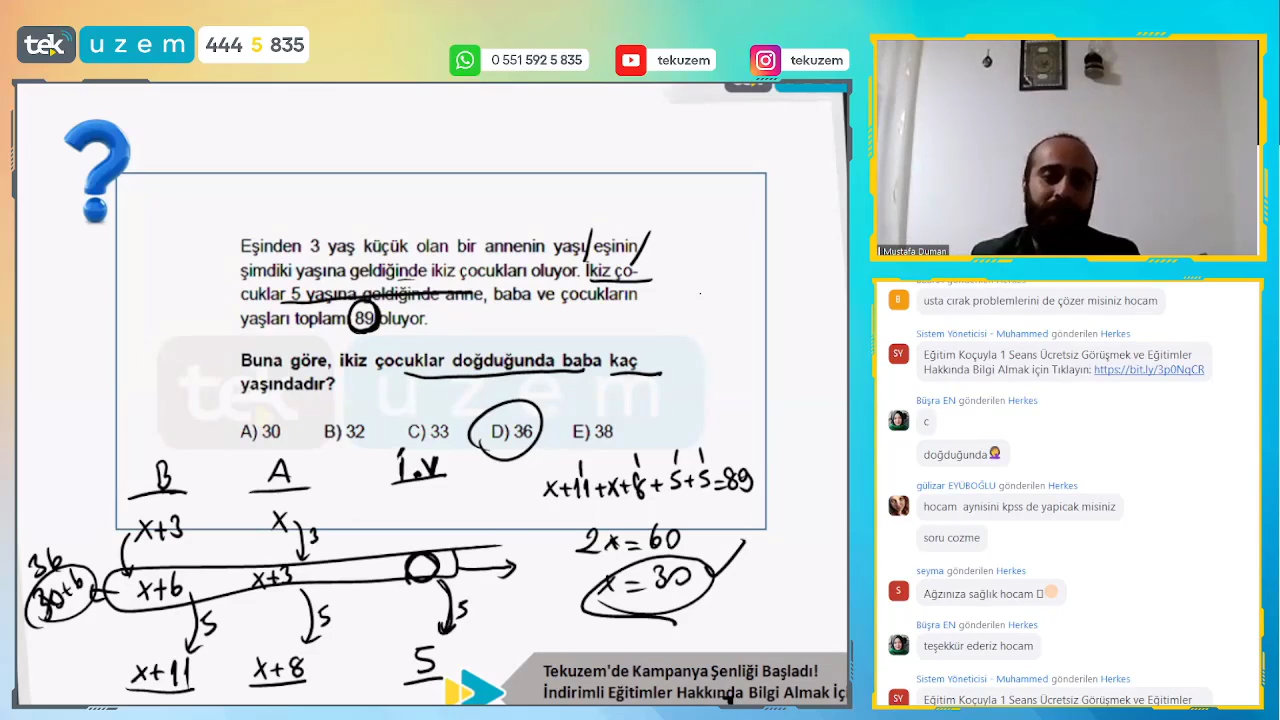 tek
uzem
444 5 835
0 551 592 5 835
tekuzem
tekuzem
Eşinden 3 yaş küçük olan bir annenin yaşı eşinin
şimdiki yaşına geldiğinde ikiz çocukları oluyor. İkiz ço-
cuklar 5 yaşına geldiğinde anne, baba ve çocukların
yaşları toplamı 89 oluyor.
Buna göre, ikiz çocuklar doğduğunda baba kaç
yaşındadır?
A) 30 B) 32 C) 33 D) 36 E) 38
tek uzem
B A İ.v
x+11+x+8+5+5=89
x+3 x 3
2x=60
36
30+6 x+6 x+3
x=30
5 5 5
x+11 x+8 5
Tekuzem'de Kampanya Şenliği Başladı!
İndirimli Eğitimler Hakkında Bilgi Almak İç
Mustafa Duman
B
usta cırak problemlerini de çözer misiniz hocam
Sistem Yöneticisi - Muhammed gönderilen Herkes
SY
Eğitim Koçuyla 1 Seans Ücretsiz Görüşmek ve Eğitimler
Hakkında Bilgi Almak için Tıklayın: https://bit.ly/3p0NqCR
Büşra EN gönderilen Herkes
c
doğduğunda🤦
gülizar EYÜBOĞLU gönderilen Herkes
hocam aynisini kpss de yapicak misiniz
soru cozme
seyma gönderilen Herkes
S
Ağzınıza sağlık hocam
Büşra EN gönderilen Herkes
teşekkür ederiz hocam
Sistem Yöneticisi - Muhammed gönderilen Herkes
SY
Eğitim Koçuyla 1 Seans Ücretsiz Görüşmek ve Eğitimler